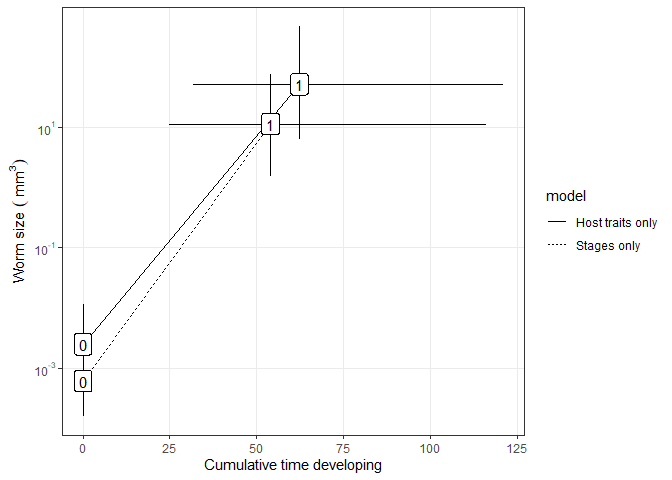 Worm size ( mm³)
10¹
10⁻¹
10⁻³
1
1
0
0
0 25 50 75 100 125
Cumulative time developing
model
Host traits only
Stages only